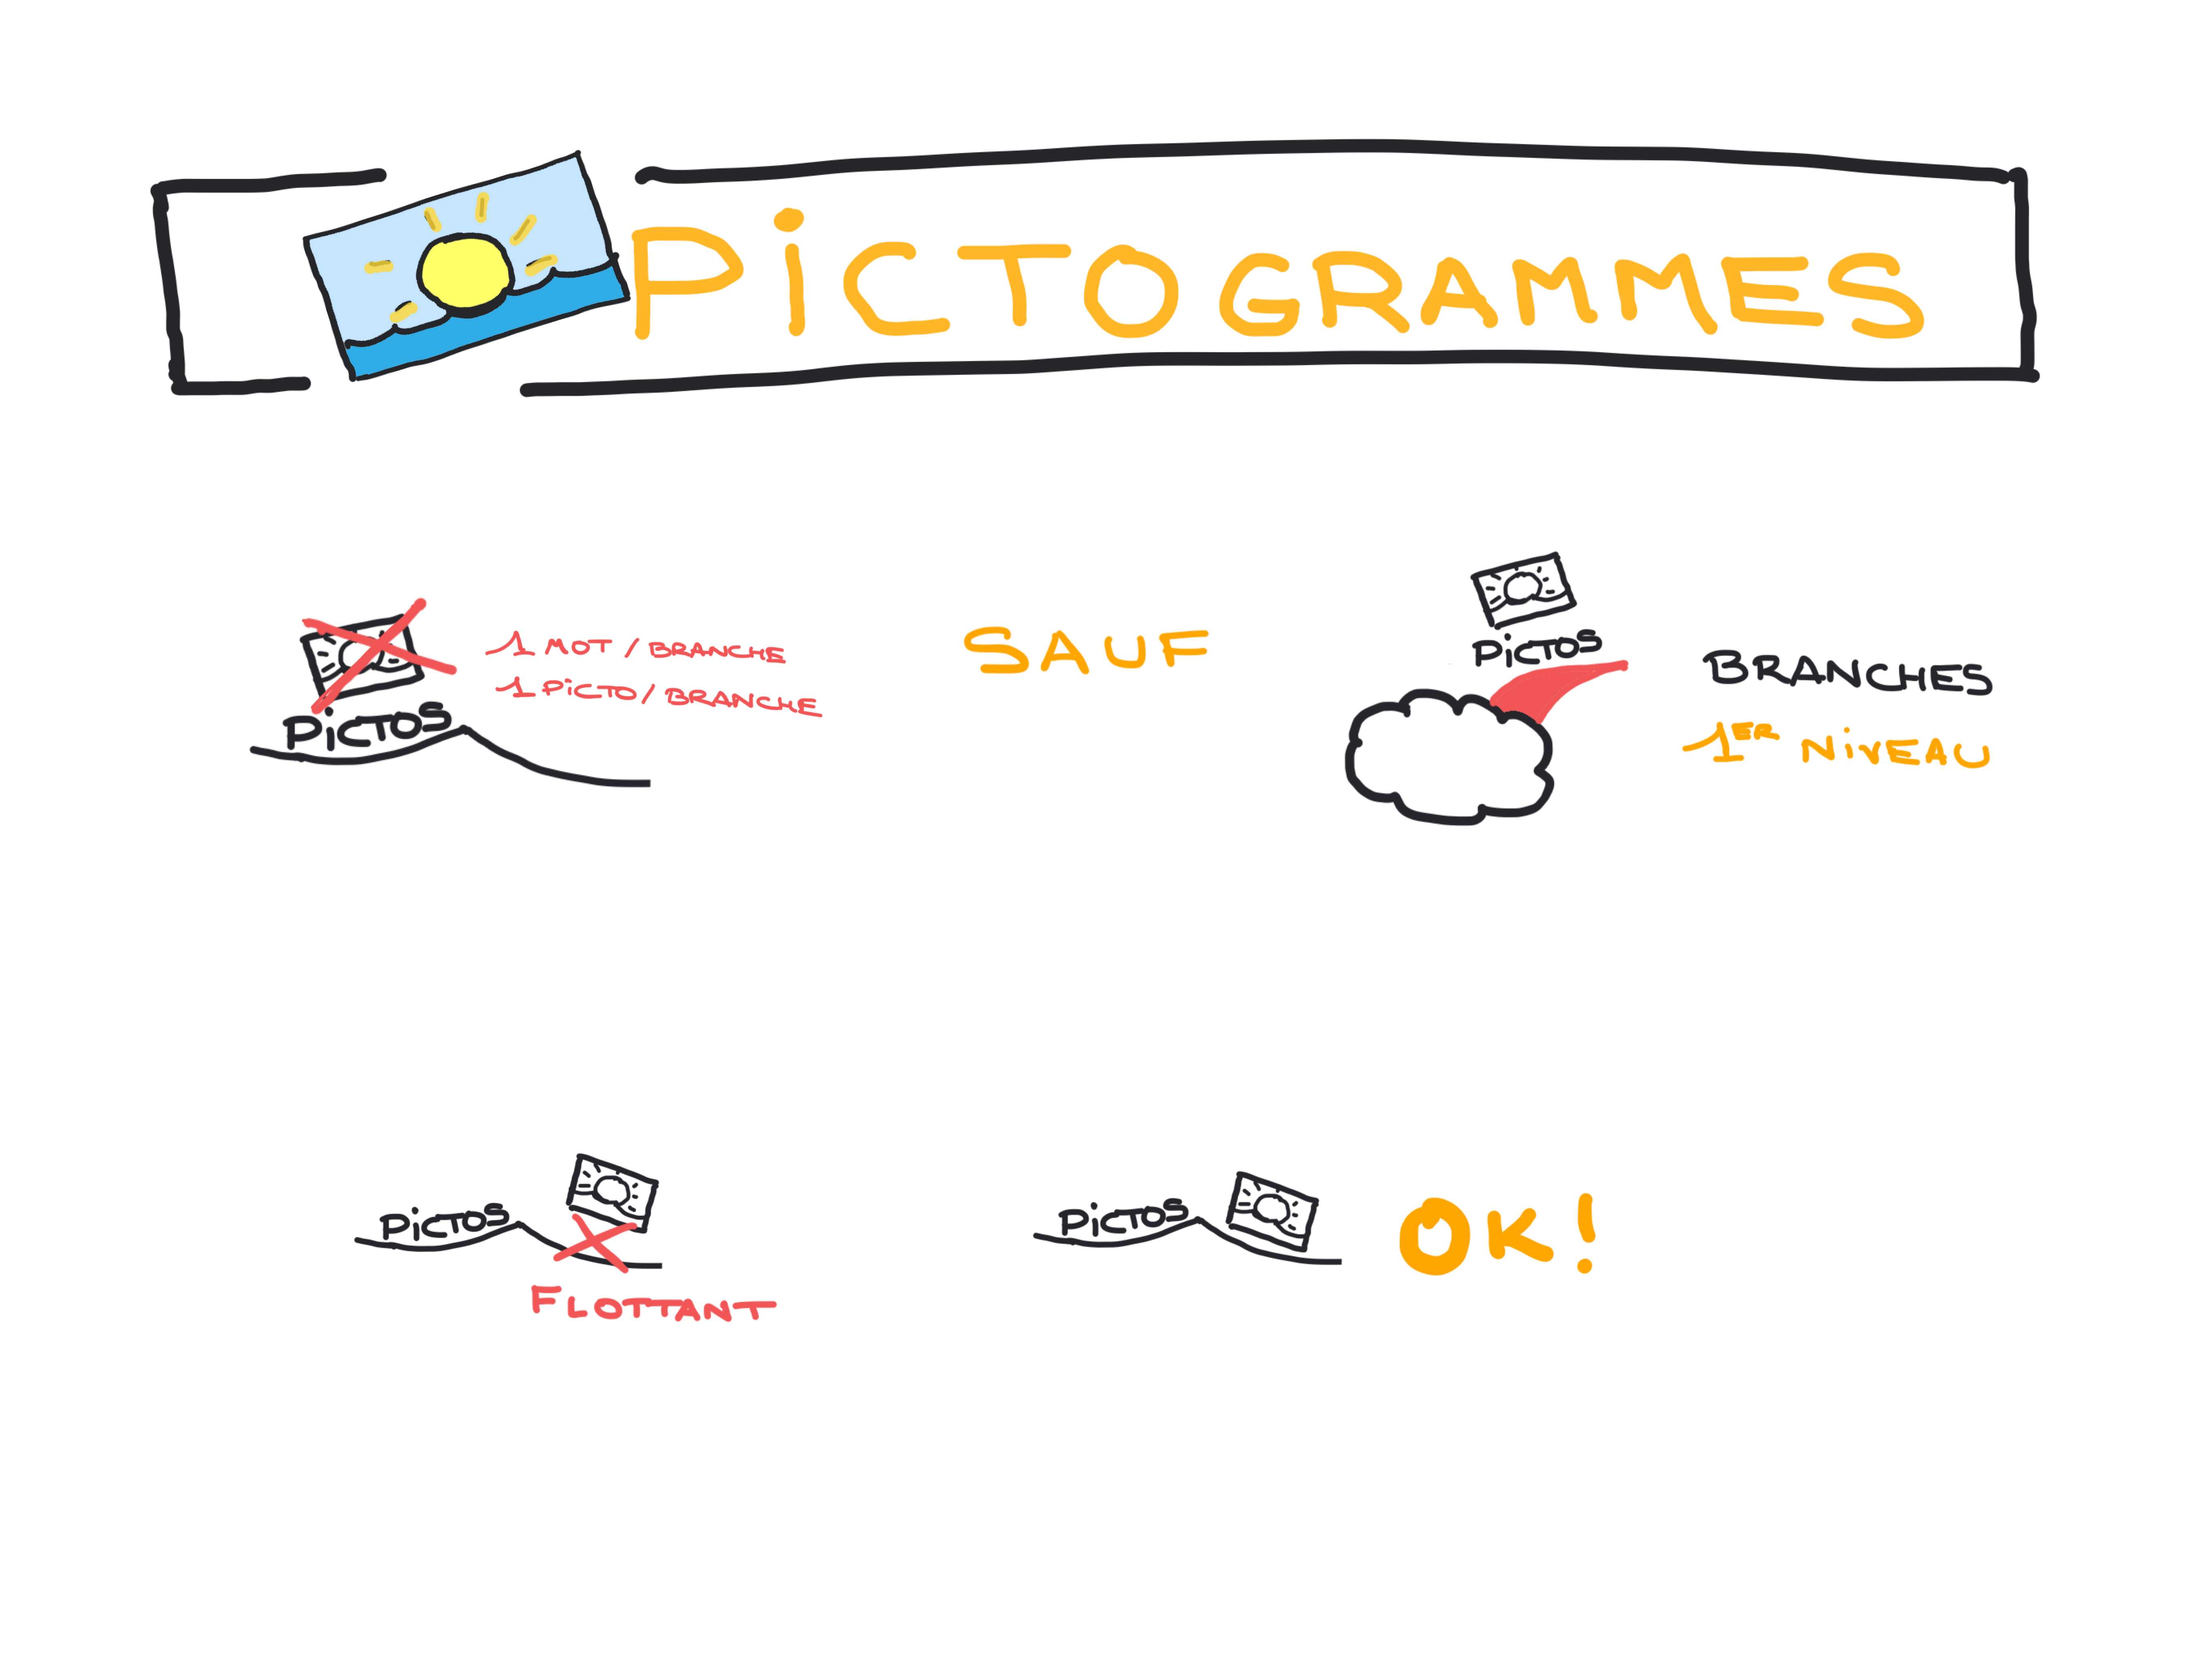 PiCTOGRAMMES
1 MOT / BRANCHE
1 PiCTO / BRANCHE
PiCTOS
SAUF
PiCTOS
BRANCHES
1ER NiVEAU
PiCTOS
FLOTTANT
PiCTOS
OK!